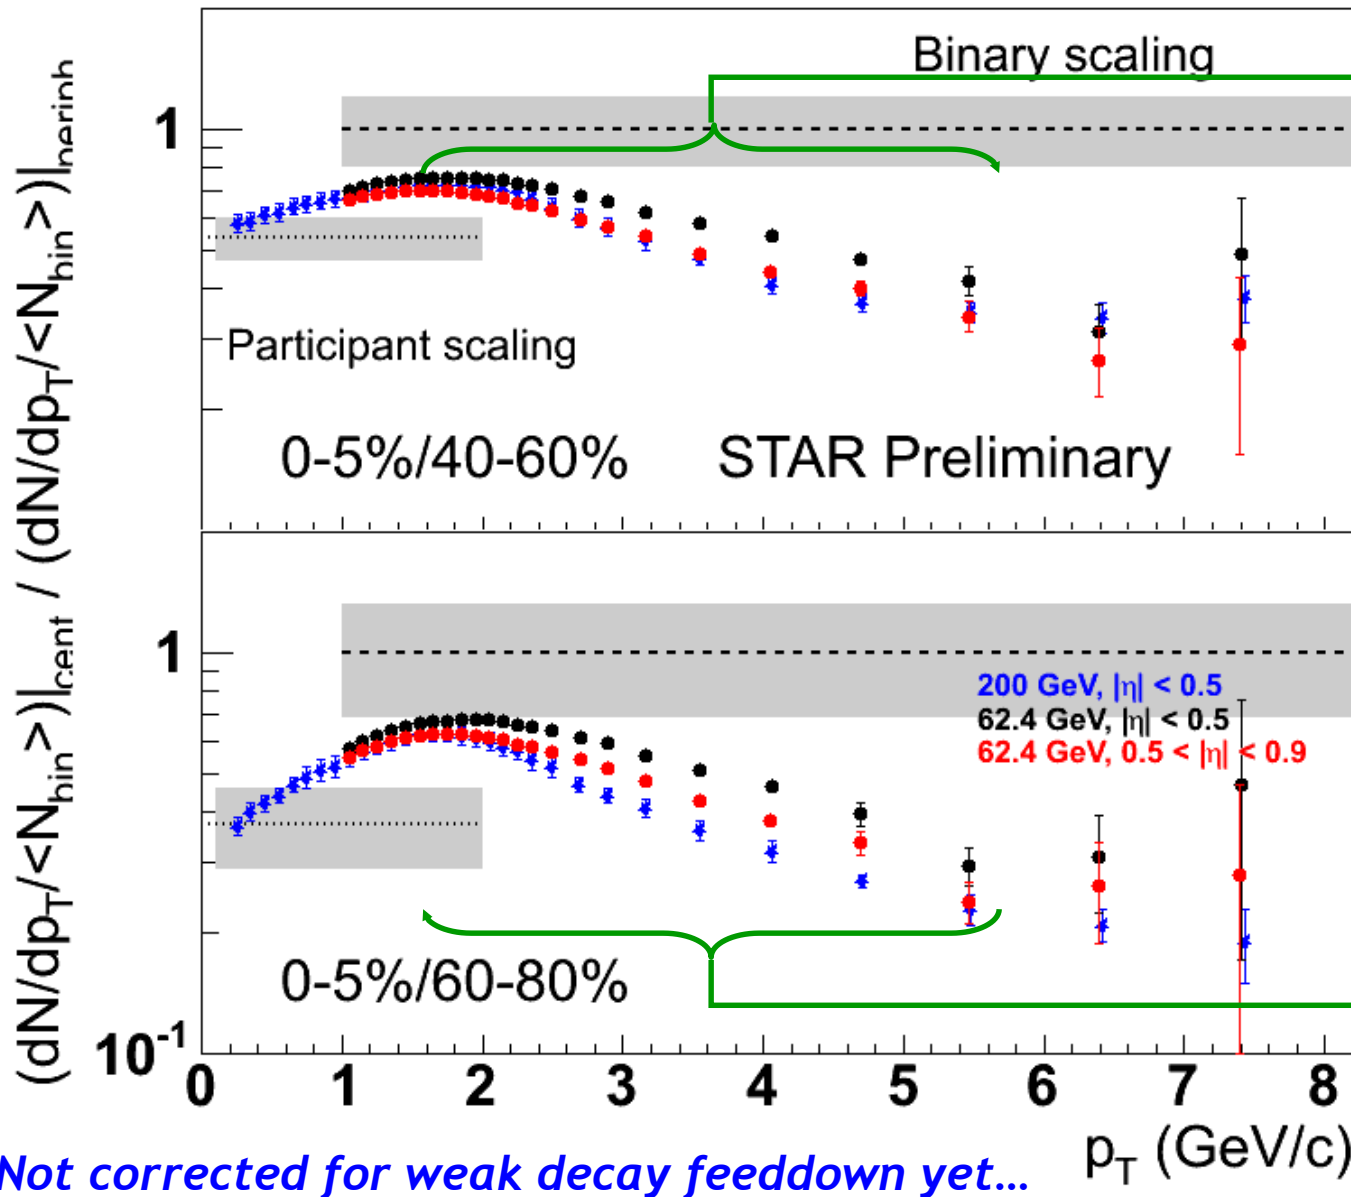 Binary scaling
1
Participant scaling
0-5%/40-60%
STAR Preliminary
(dN/dp_T/<N_bin>)|_cent / (dN/dp_T/<N_bin>)|_periph
1
200 GeV, |η| < 0.5
62.4 GeV, |η| < 0.5
62.4 GeV, 0.5 < |η| < 0.9
0-5%/60-80%
10^-1
0 1 2 3 4 5 6 7 8
p_T (GeV/c)
Not corrected for weak decay feeddown yet…